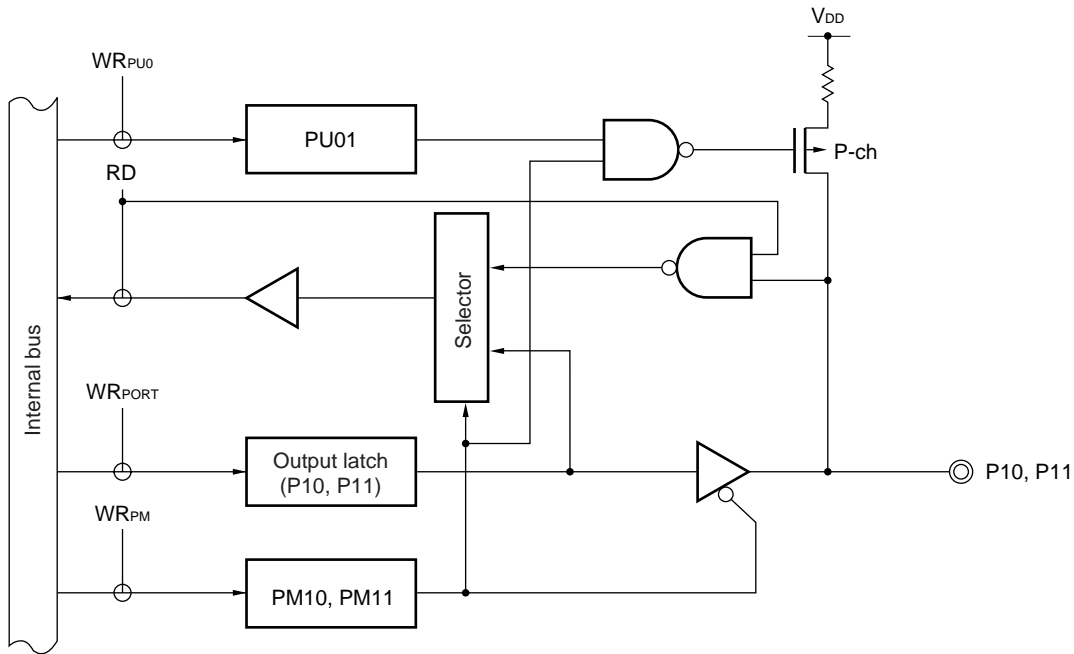 VDD
WRPU0
PU01
P-ch
RD
Selector
Internal bus
WRPORT
Output latch
(P10, P11)
P10, P11
WRPM
PM10, PM11